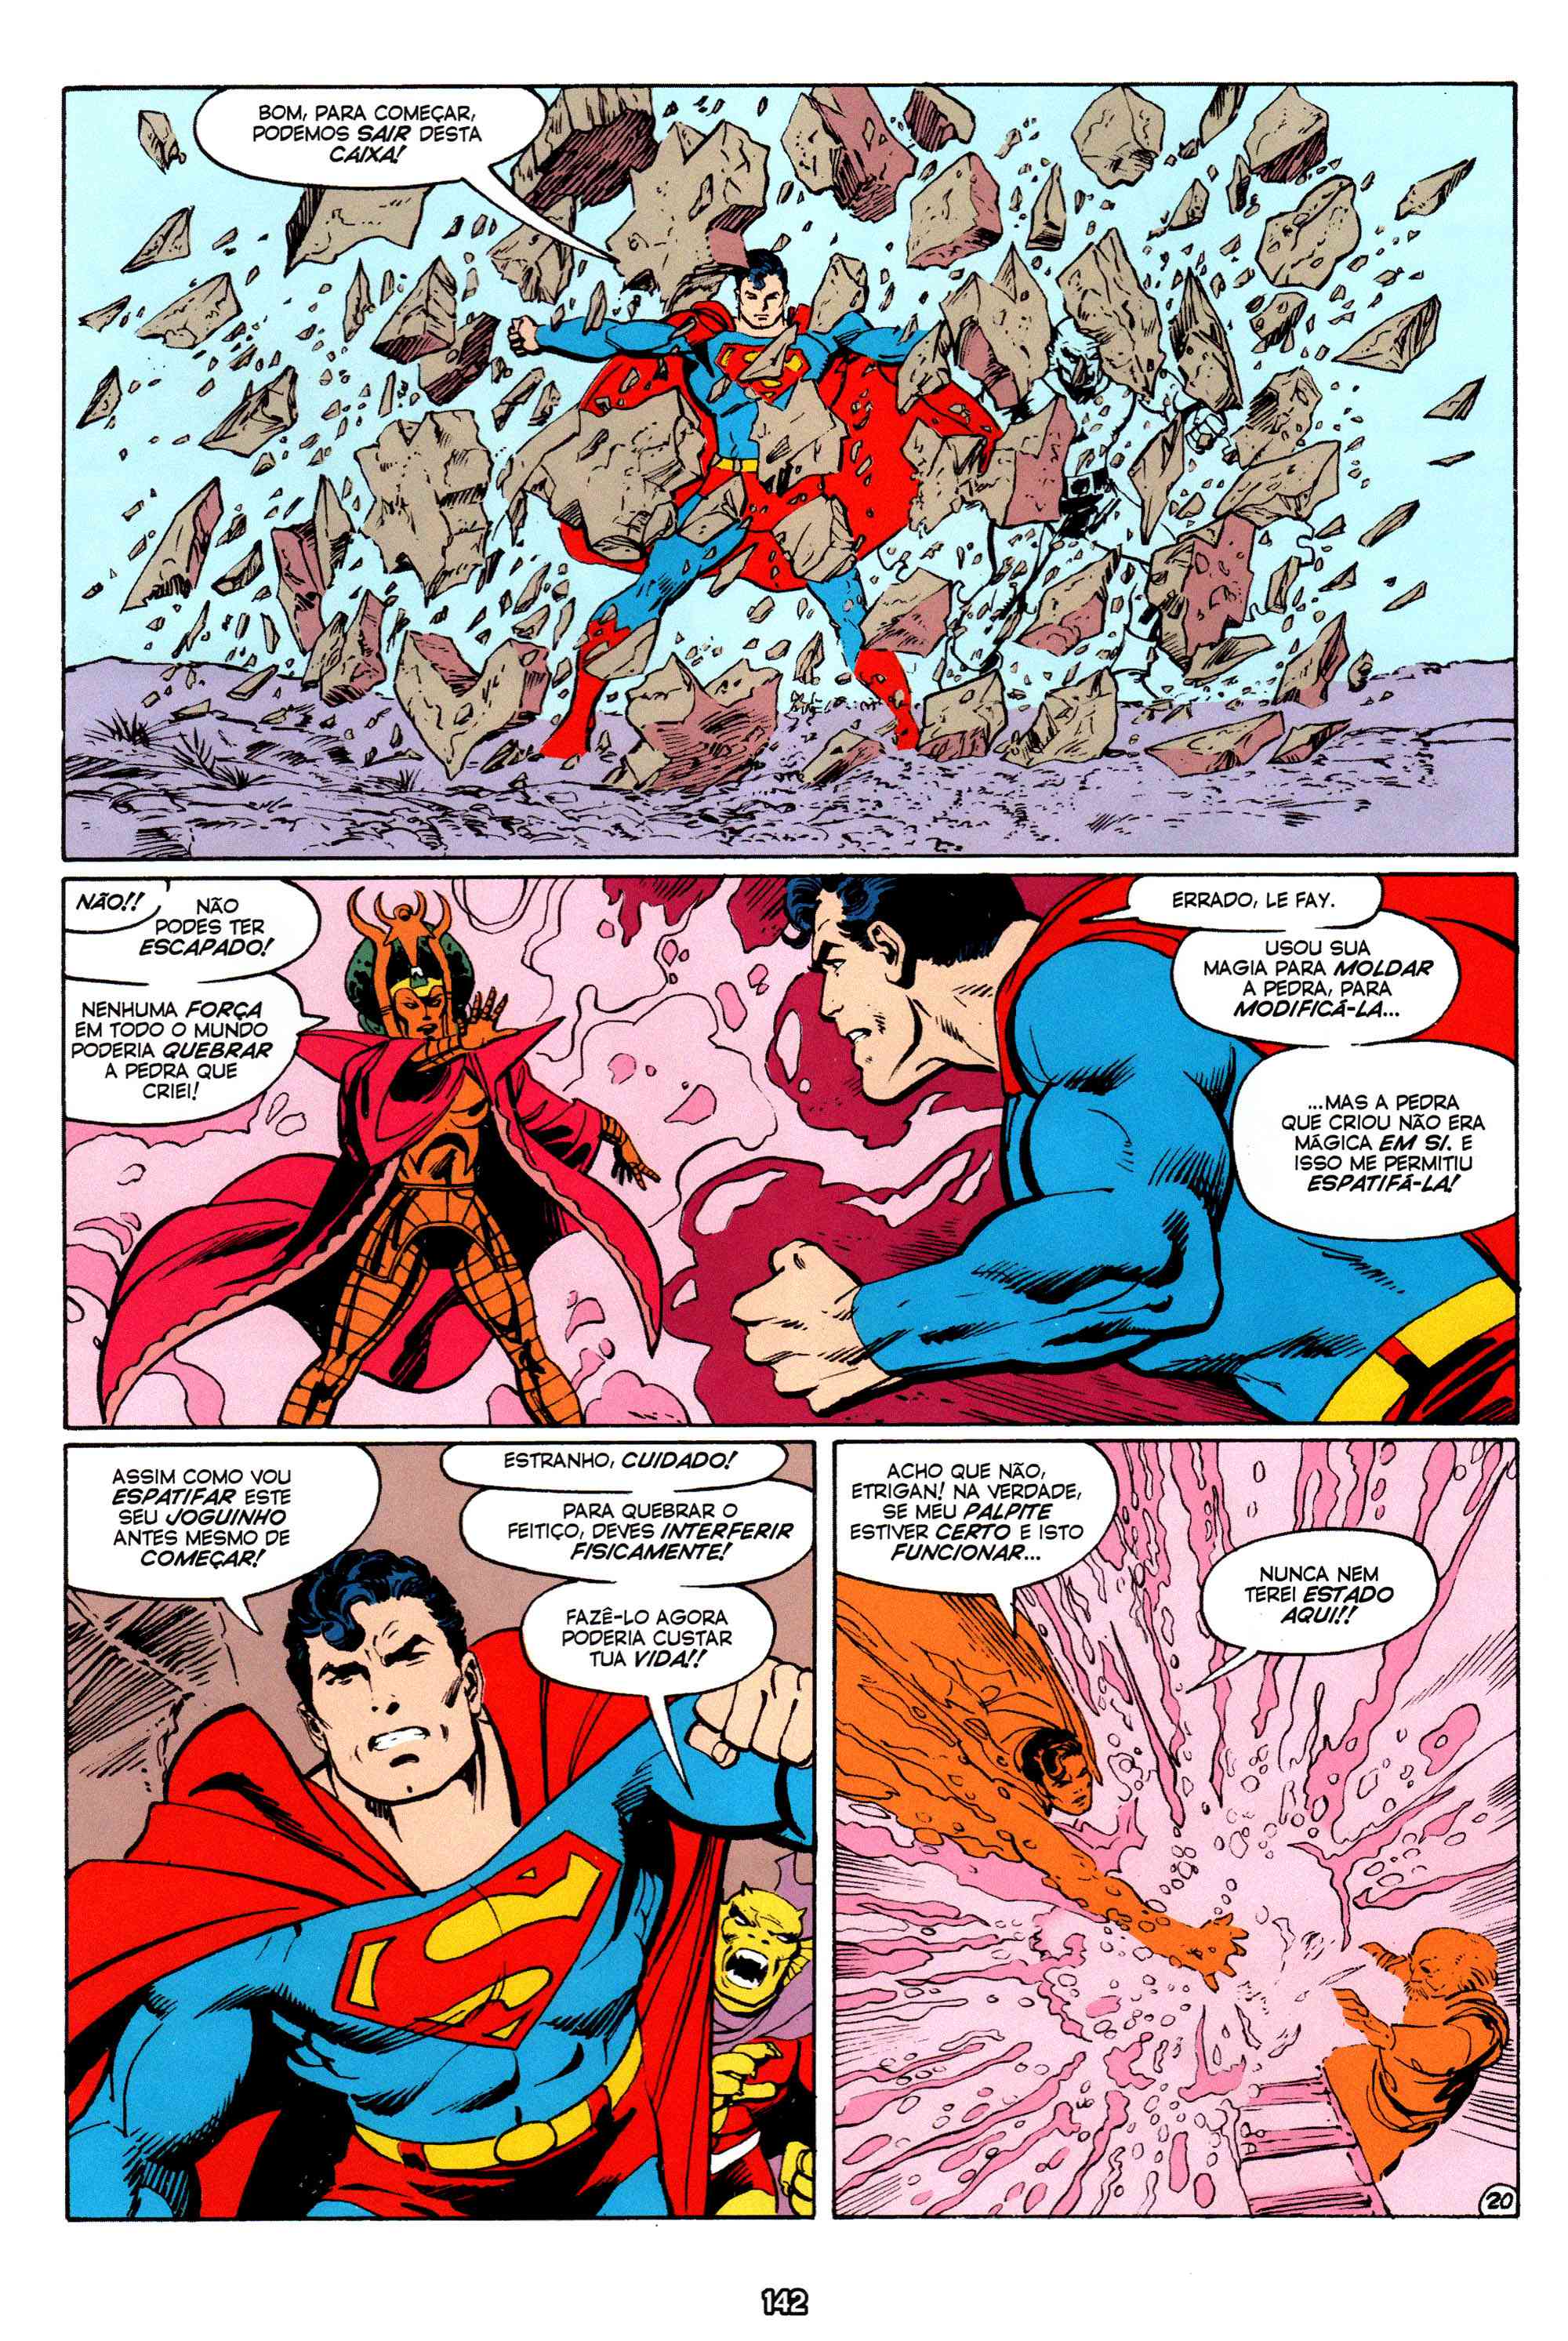 BOM, PARA COMEÇAR,
PODEMOS SAIR DESTA
CAIXA!
NÃO!!
NÃO
PODES TER
ESCAPADO!
NENHUMA FORÇA
EM TODO O MUNDO
PODERIA QUEBRAR
A PEDRA QUE
CRIEI!
ERRADO, LE FAY.
USOU SUA
MAGIA PARA MOLDAR
A PEDRA, PARA
MODIFICÁ-LA...
...MAS A PEDRA
QUE CRIOU NÃO ERA
MÁGICA EM SI. E
ISSO ME PERMITIU
ESPATIFÁ-LA!
ASSIM COMO VOU
ESPATIFAR ESTE
SEU JOGUINHO
ANTES MESMO DE
COMEÇAR!
ESTRANHO, CUIDADO!
PARA QUEBRAR O
FEITIÇO, DEVES INTERFERIR
FISICAMENTE!
FAZÊ-LO AGORA
PODERIA CUSTAR
TUA VIDA!!
ACHO QUE NÃO,
ETRIGAN! NA VERDADE,
SE MEU PALPITE
ESTIVER CERTO E ISTO
FUNCIONAR...
NUNCA NEM
TEREI ESTADO
AQUI!!
20
142